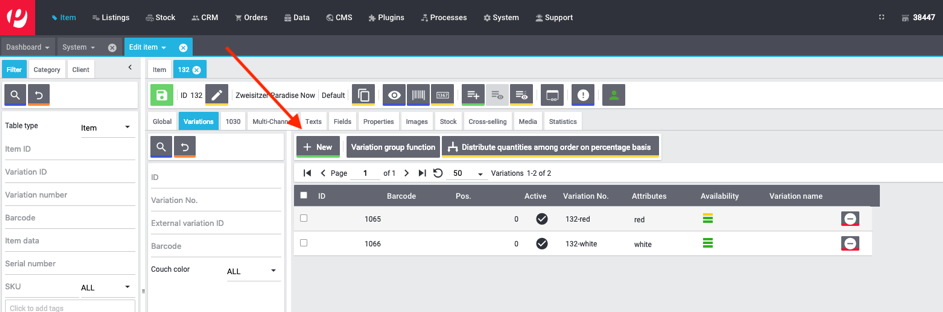 Item Listings Stock CRM Orders Data CMS Plugins Processes System Support 38447
Dashboard System Edit item
Filter Category Client Item 132
ID 132 Zweisitzer Paradise Now Default
Table type Item
Item ID
Variation ID
Variation number
Barcode
Item data
Serial number
SKU ALL
Click to add tags
Global Variations 1030 Multi-Chann Texts Fields Properties Images Stock Cross-selling Media Statistics
ID
Variation No.
External variation ID
Barcode
Couch color ALL
New Variation group function Distribute quantities among order on percentage basis
Page 1 of 1 50 Variations 1-2 of 2
ID Barcode Pos. Active Variation No. Attributes Availability Variation name
1065 0 132-red red
1066 0 132-white white